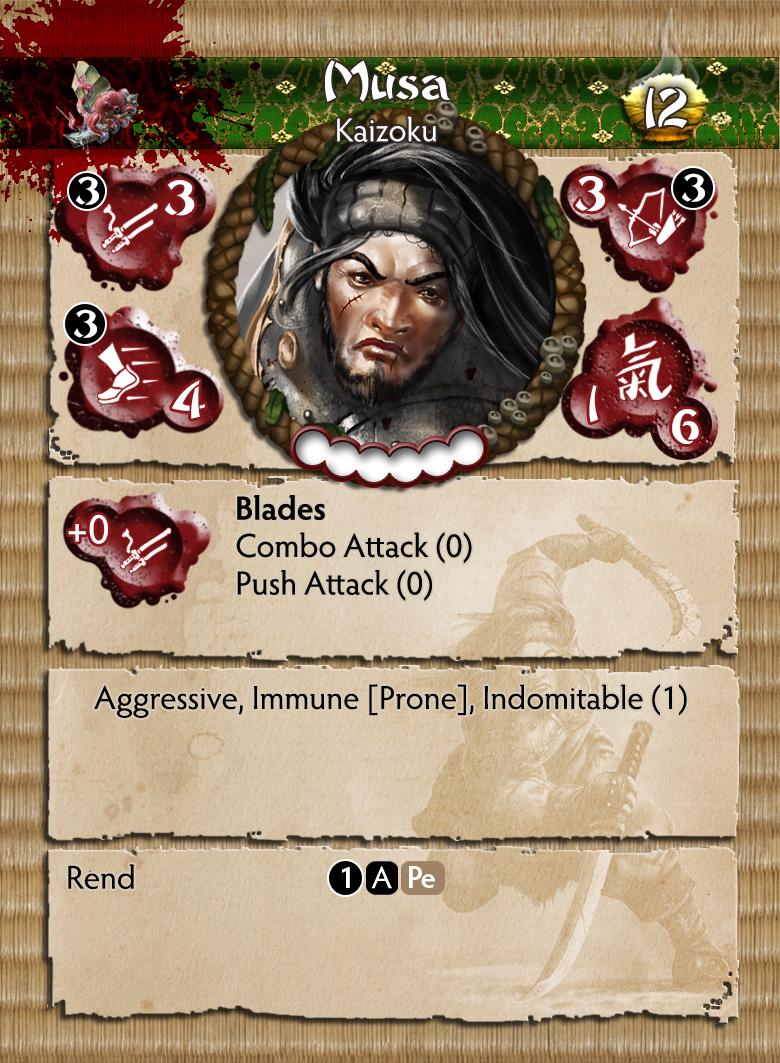 Musa
12
Kaizoku
3 3
3 3
3
4
氣
1
6
+0
Blades
Combo Attack (0)
Push Attack (0)
Aggressive, Immune [Prone], Indomitable (1)
Rend 1 A Pe